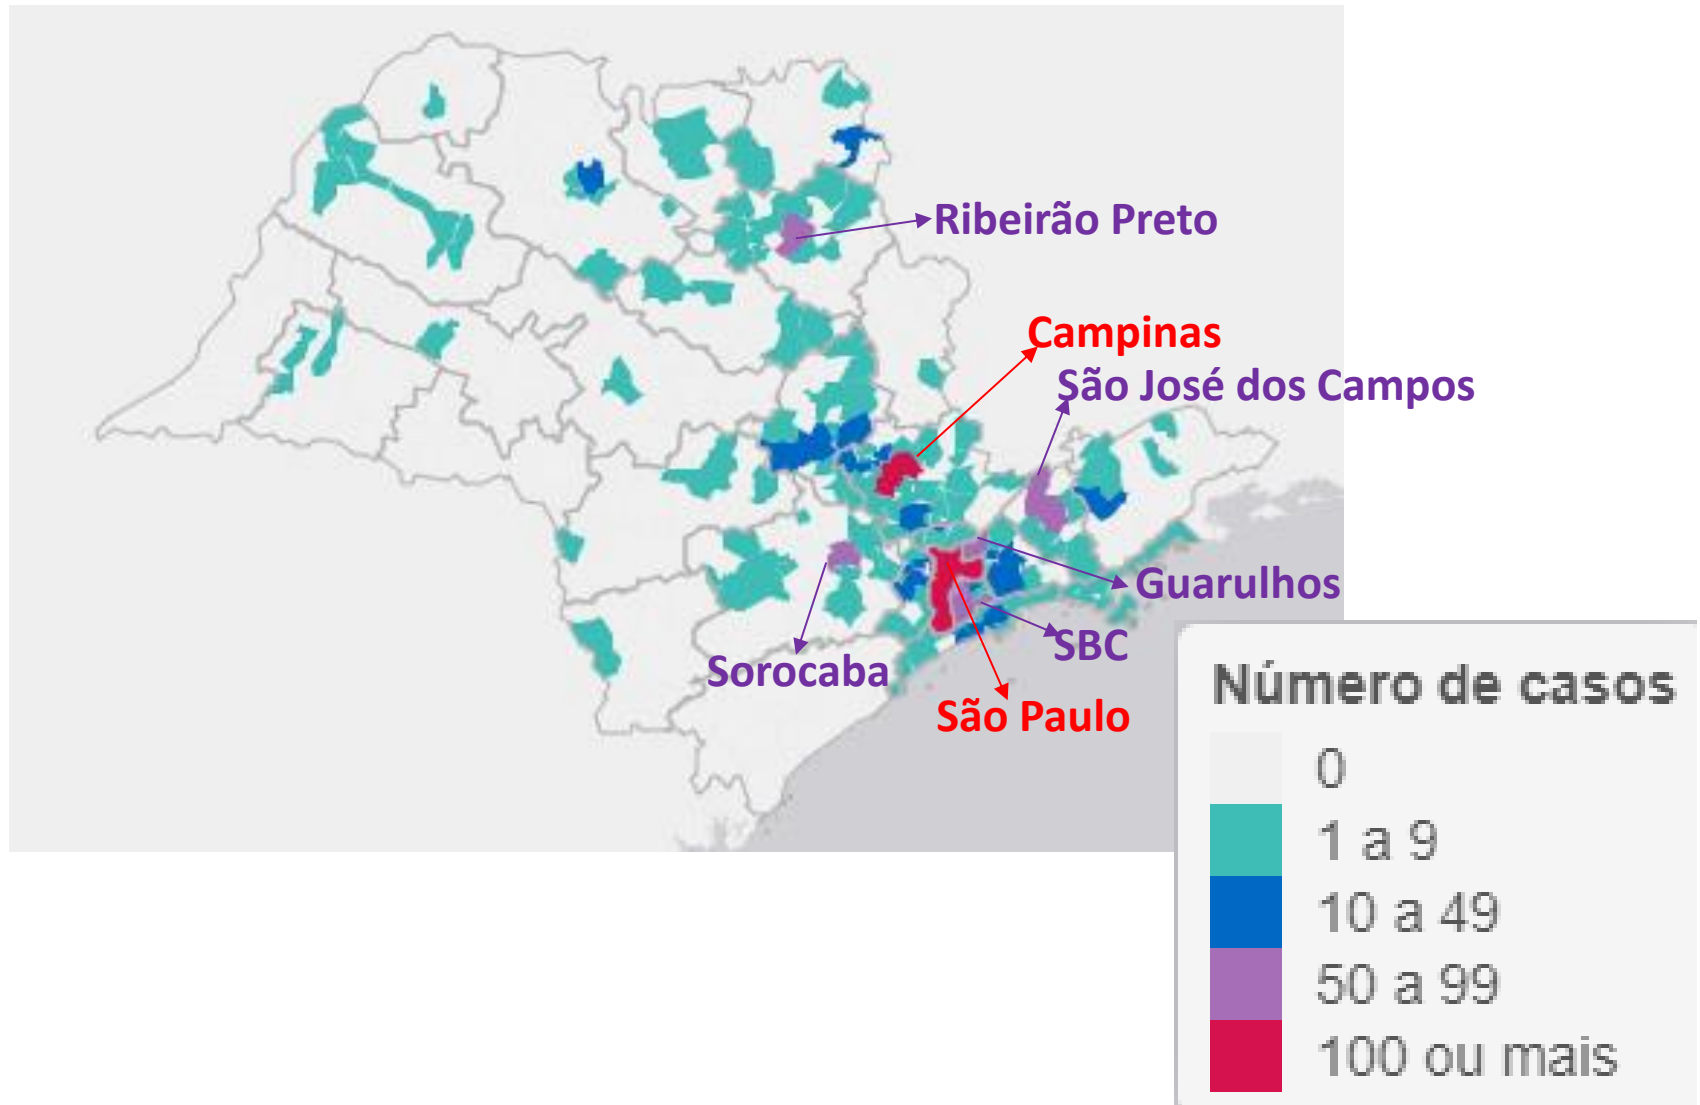 Ribeirão Preto
Campinas
São José dos Campos
Guarulhos
SBC
Sorocaba
São Paulo
Número de casos
0
1 a 9
10 a 49
50 a 99
100 ou mais